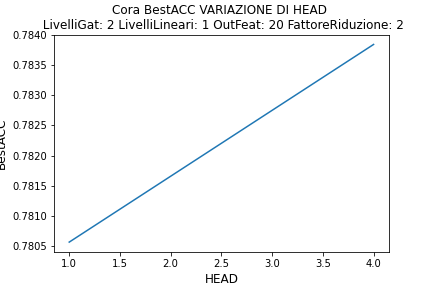 Cora BestACC VARIAZIONE DI HEAD
LivelliGat: 2 LivelliLineari: 1 OutFeat: 20 FattoreRiduzione: 2
0.7840
0.7835
0.7830
0.7825
0.7820
0.7815
0.7810
0.7805
BestACC
1.0 1.5 2.0 2.5 3.0 3.5 4.0
HEAD